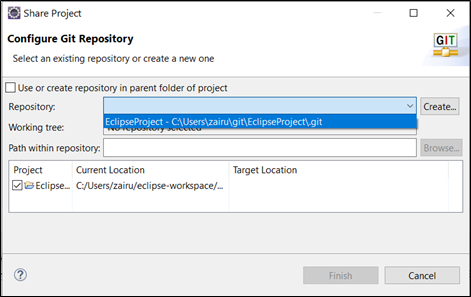 Share Project
Configure Git Repository
Select an existing repository or create a new one
GIT
Use or create repository in parent folder of project
Repository:
Create...
EclipseProject - C:\Users\zairu\git\EclipseProject\.git
Working tree: No repository selected
Path within repository:
Browse...
Project Current Location Target Location
Eclipse... C:/Users/zairu/eclipse-workspace/...
?
Finish Cancel